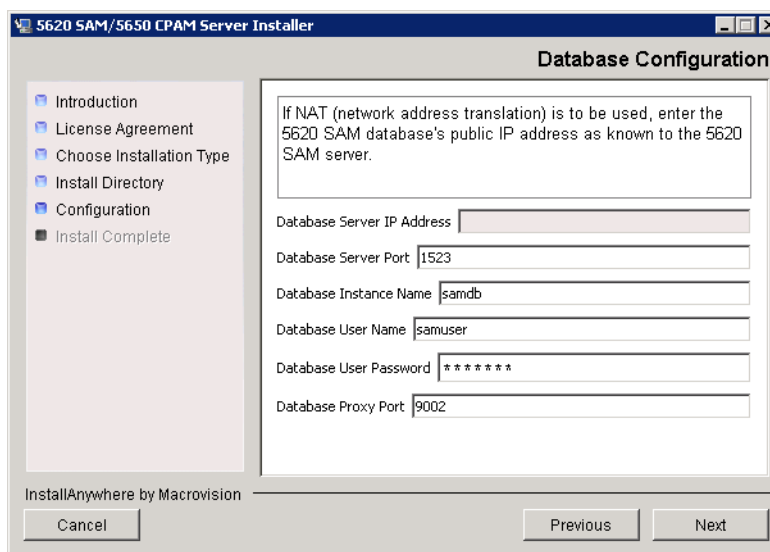 5620 SAM/5650 CPAM Server Installer
Database Configuration
Introduction
License Agreement
Choose Installation Type
Install Directory
Configuration
Install Complete
If NAT (network address translation) is to be used, enter the
5620 SAM database's public IP address as known to the 5620
SAM server.
Database Server IP Address
Database Server Port 1523
Database Instance Name samdb
Database User Name samuser
Database User Password *******
Database Proxy Port 9002
InstallAnywhere by Macrovision
Cancel Previous Next